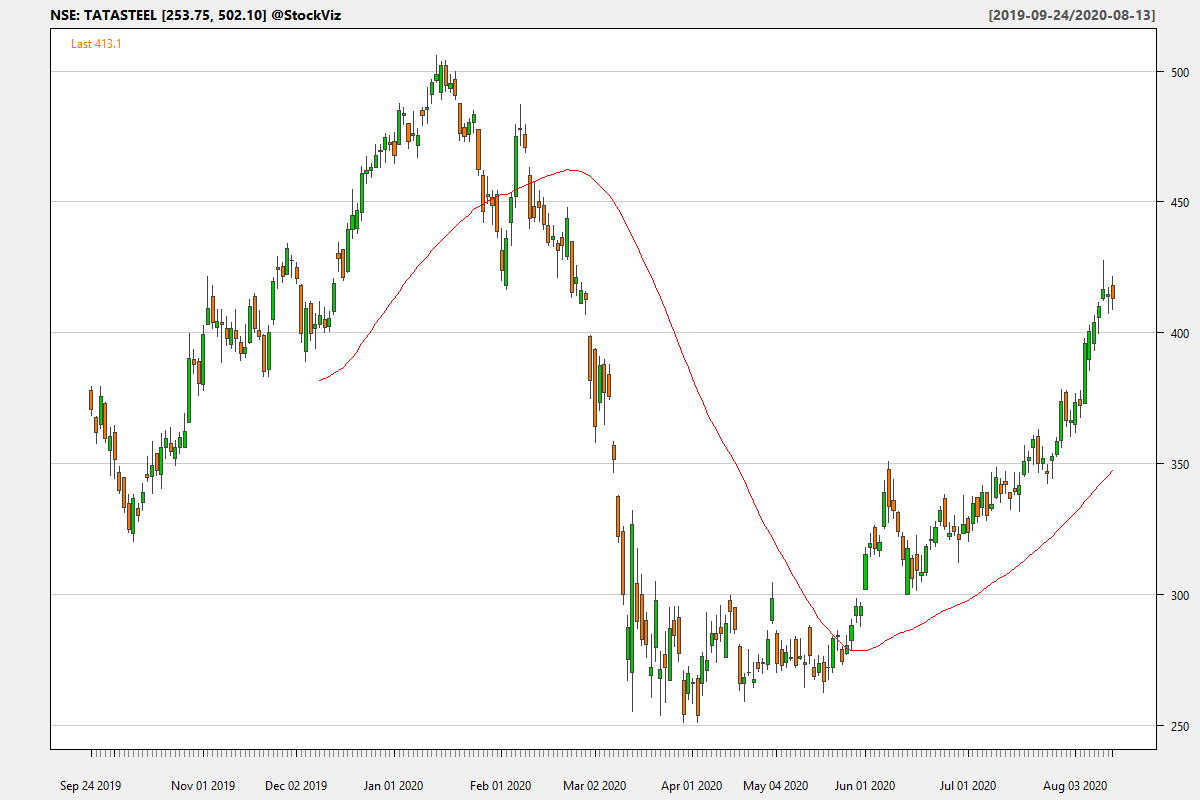 NSE: TATASTEEL [253.75, 502.10] @StockViz
[2019-09-24/2020-08-13]
Last 413.1
500
450
400
350
300
250
Sep 24 2019
Nov 01 2019
Dec 02 2019
Jan 01 2020
Feb 01 2020
Mar 02 2020
Apr 01 2020
May 04 2020
Jun 01 2020
Jul 01 2020
Aug 03 2020